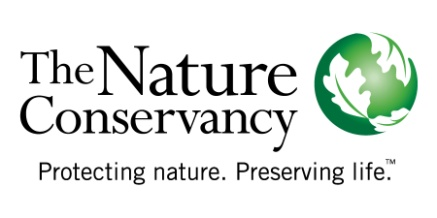 The Nature
Conservancy
Protecting nature. Preserving life.™